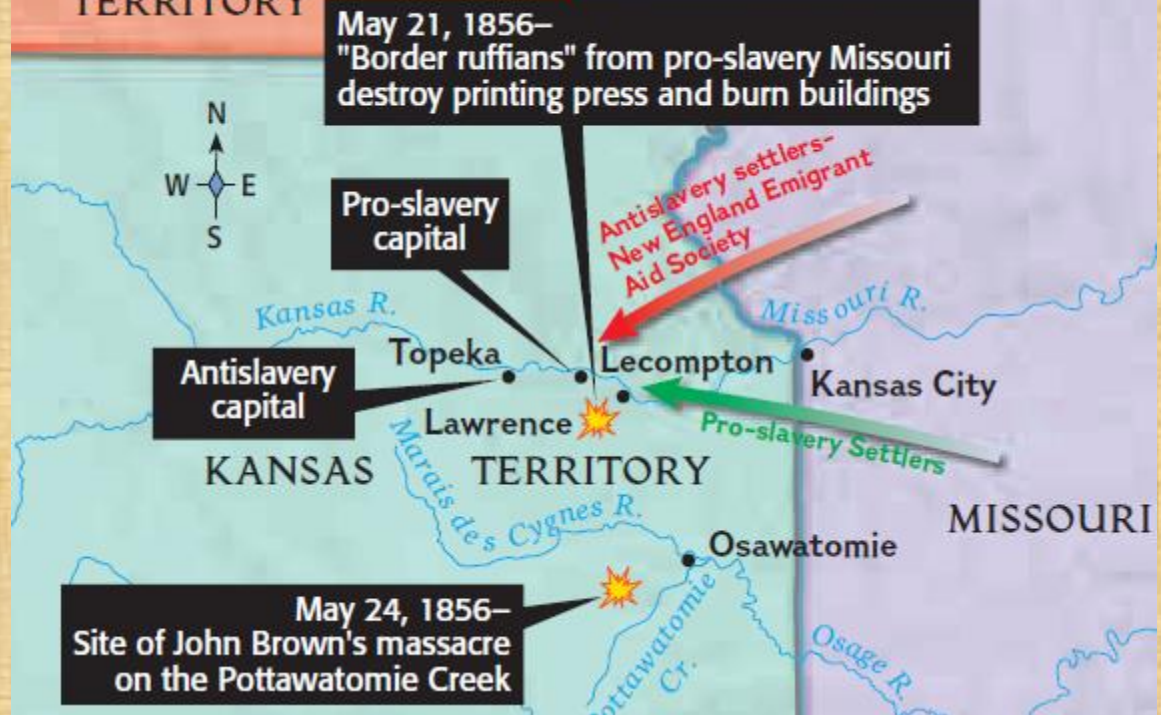 TERRITORY
May 21, 1856–
"Border ruffians" from pro-slavery Missouri
destroy printing press and burn buildings
N
W
E
S
Antislavery settlers-
New England Emigrant
Aid Society
Pro-slavery
capital
Kansas R.
Missouri R.
Topeka
Lecompton
Antislavery
capital
Kansas City
Lawrence
Pro-slavery Settlers
KANSAS TERRITORY
Marais des Cygnes R.
MISSOURI
Osawatomie
May 24, 1856–
Site of John Brown's massacre
on the Pottawatomie Creek
Pottawatomie
Cr.
Osage R.